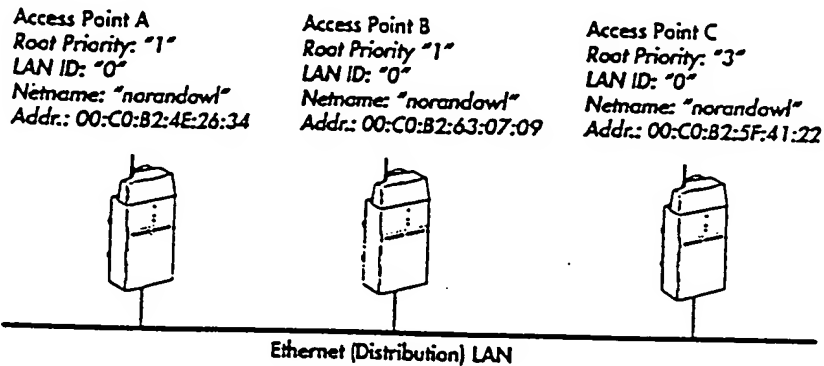 Access Point A
Root Priority: "1"
LAN ID: "0"
Netname: "norandowl"
Addr.: 00:C0:B2:4E:26:34
Access Point B
Root Priority "1"
LAN ID: "0"
Netname: "norandowl"
Addr.: 00:C0:B2:63:07:09
Access Point C
Root Priority: "3"
LAN ID: "0"
Netname: "norandowl"
Addr.: 00:C0:B2:5F:41:22
Ethernet (Distribution) LAN